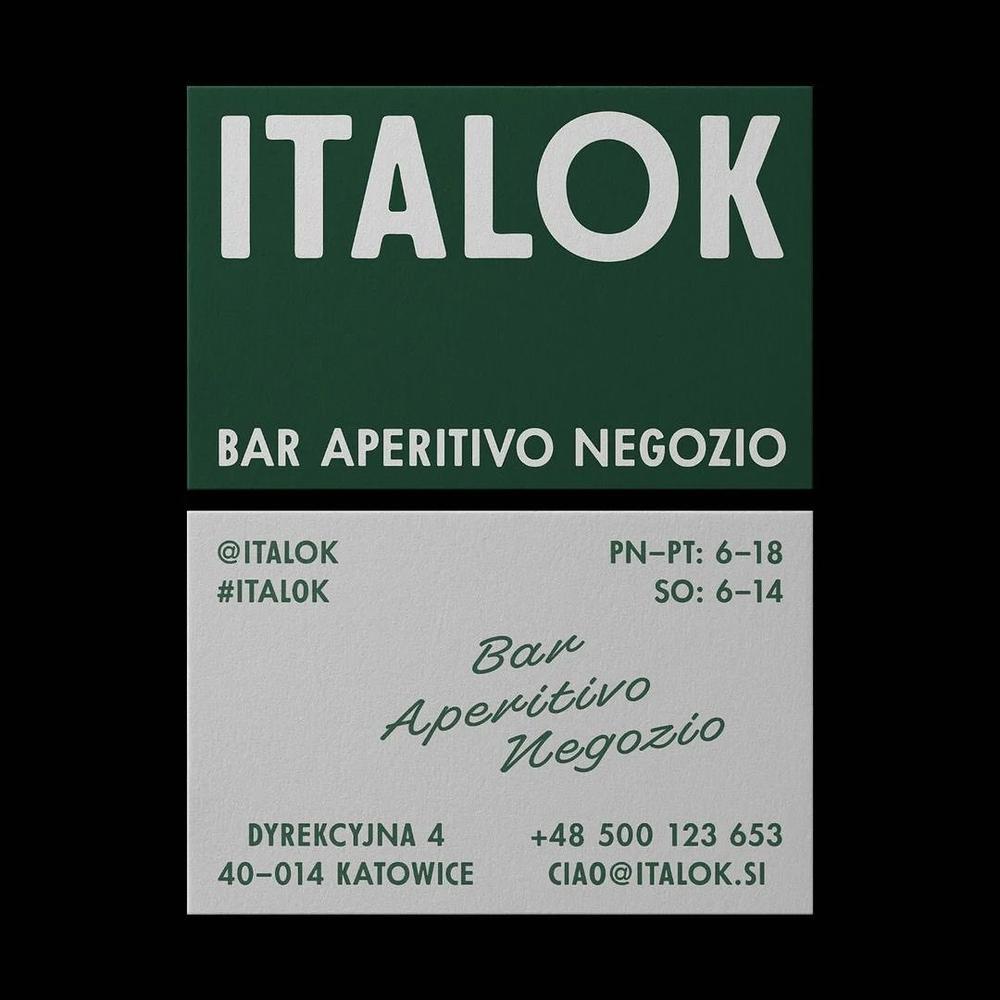 ITALOK
BAR APERITIVO NEGOZIO
@ITALOK
#ITAL0K
PN–PT: 6–18
SO: 6–14
Bar
Aperitivo
Negozio
DYREKCYJNA 4
40–014 KATOWICE
+48 500 123 653
CIAO@ITALOK.SI